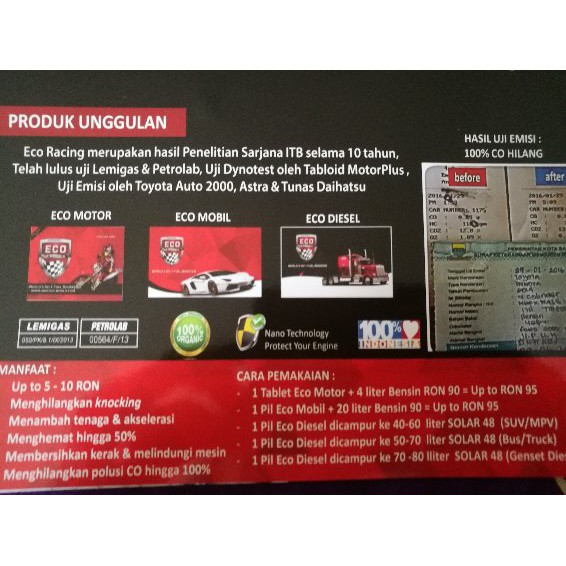 PRODUK UNGGULAN
Eco Racing merupakan hasil Penelitian Sarjana ITB selama 10 tahun,
Telah lulus uji Lemigas & Petrolab, Uji Dynotest oleh Tabloid MotorPlus ,
Uji Emisi oleh Toyota Auto 2000, Astra & Tunas Daihatsu
HASIL UJI EMISI :
100% CO HILANG
before
after
ECO MOTOR
ECO MOBIL
ECO DIESEL
ECO
ECO
ECO
LEMIGAS
PETROLAB
00564/F/13
100%
ORGANIC
Nano Technology
Protect Your Engine
100%
INDONESIA
MANFAAT :
Up to 5 - 10 RON
Menghilangkan knocking
Menambah tenaga & akselerasi
Menghemat hingga 50%
Membersihkan kerak & melindungi mesin
Menghilangkan polusi CO hingga 100%
CARA PEMAKAIAN :
- 1 Tablet Eco Motor + 4 liter Bensin RON 90 = Up to RON 95
- 1 Pil Eco Mobil + 20 liter Bensin 90 = Up to RON 95
- 1 Pil Eco Diesel dicampur ke 40-60 liter SOLAR 48 (SUV/MPV)
- 1 Pil Eco Diesel dicampur ke 50-70 liter SOLAR 48 (Bus/Truck)
- 1 Pil Eco Diesel dicampur ke 70 -80 lliter SOLAR 48 (Genset Dies